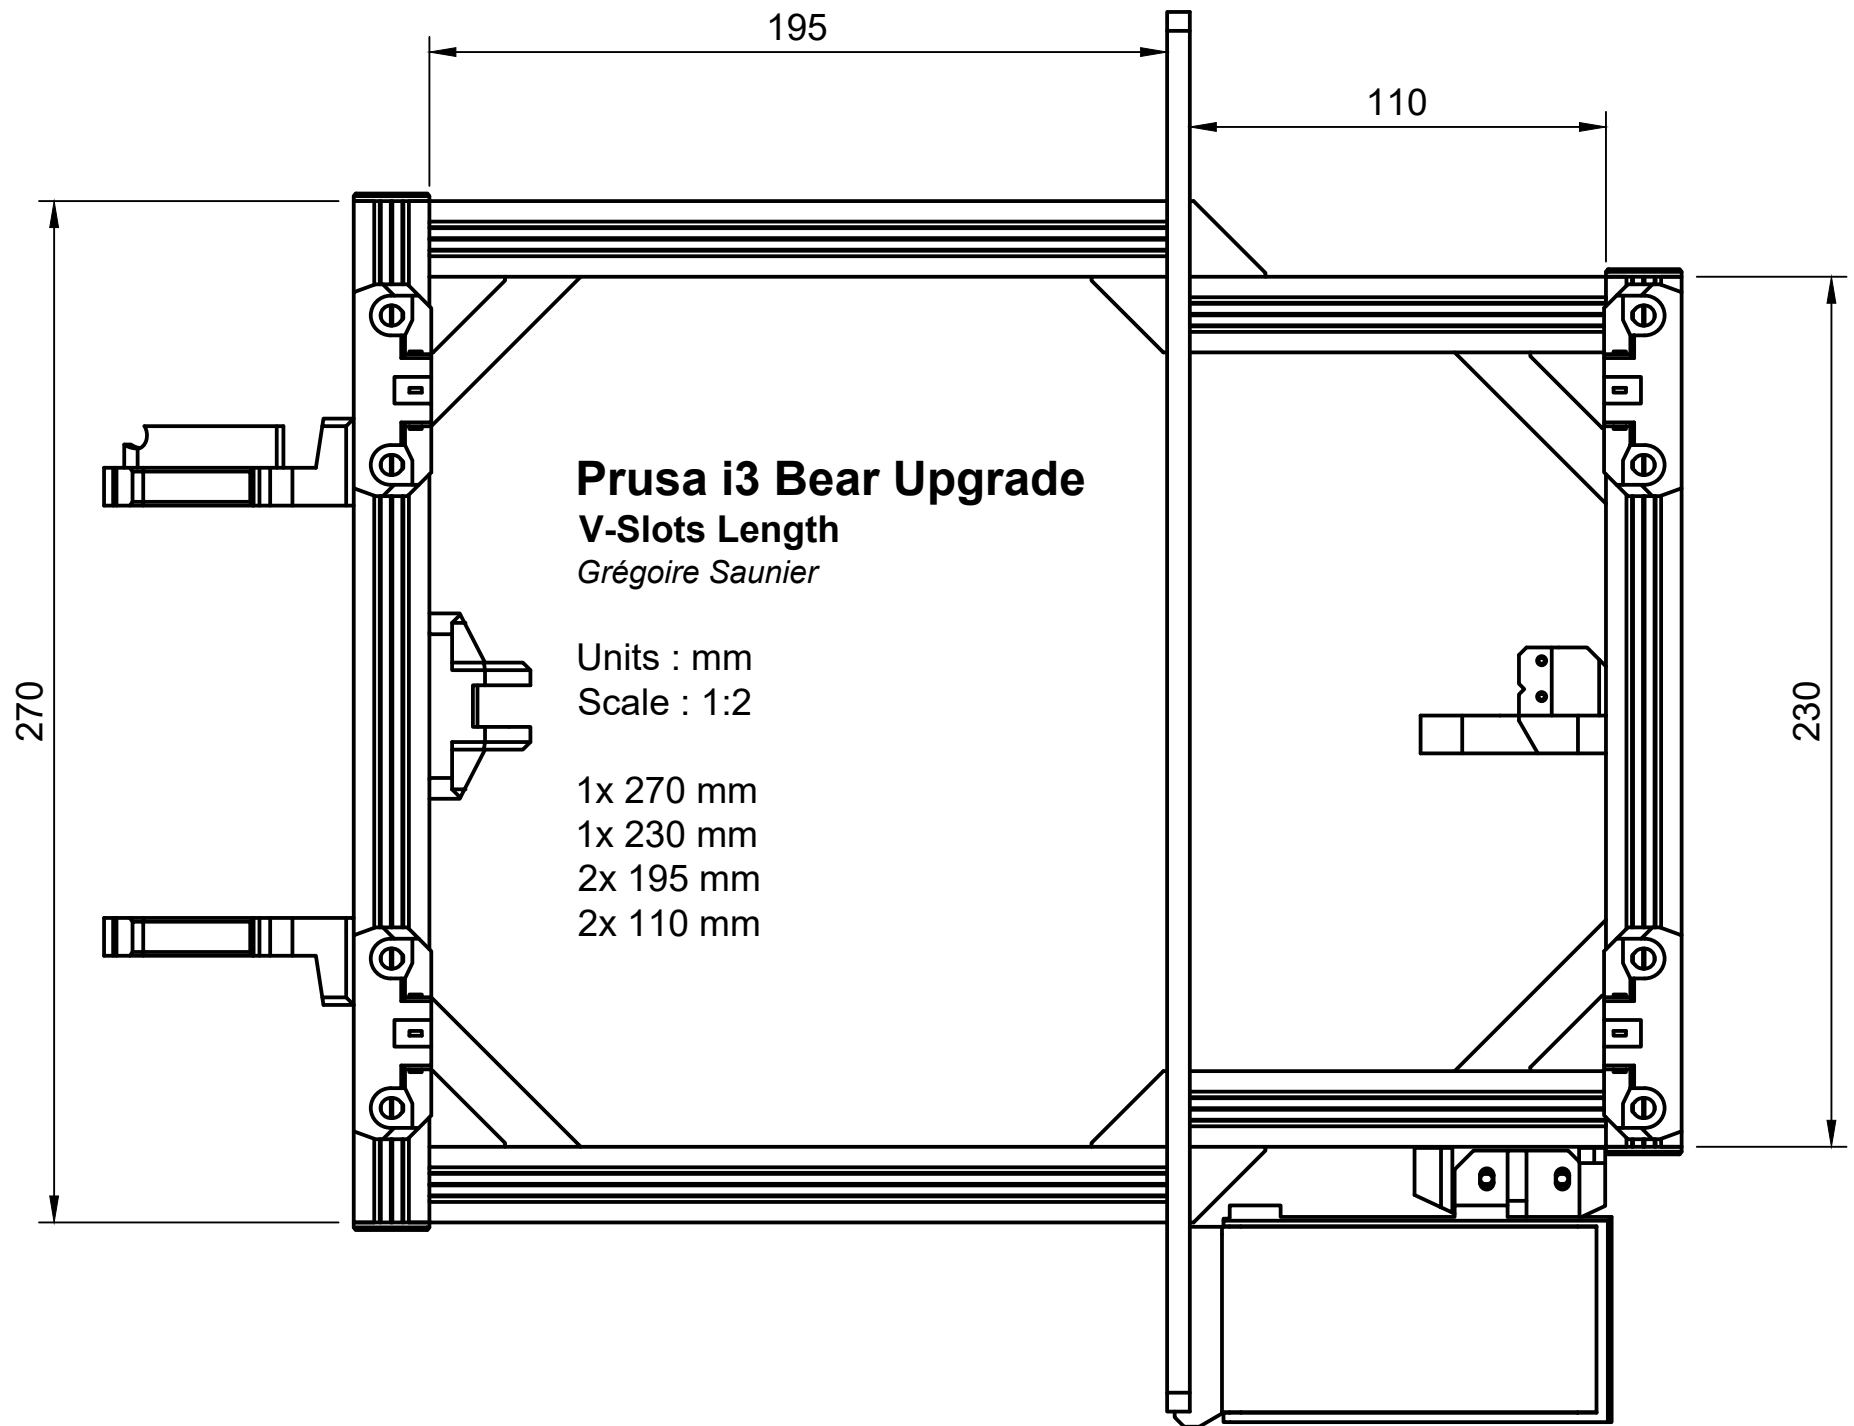 195
110
Prusa i3 Bear Upgrade
V-Slots Length
Grégoire Saunier
Units : mm
Scale : 1:2
270
230
1x 270 mm
1x 230 mm
2x 195 mm
2x 110 mm